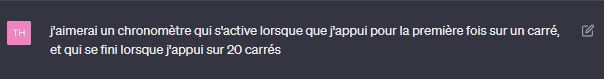 TH
j'aimerai un chronomètre qui s'active lorsque que j'appui pour la première fois sur un carré,
et qui se fini lorsque j'appui sur 20 carrés